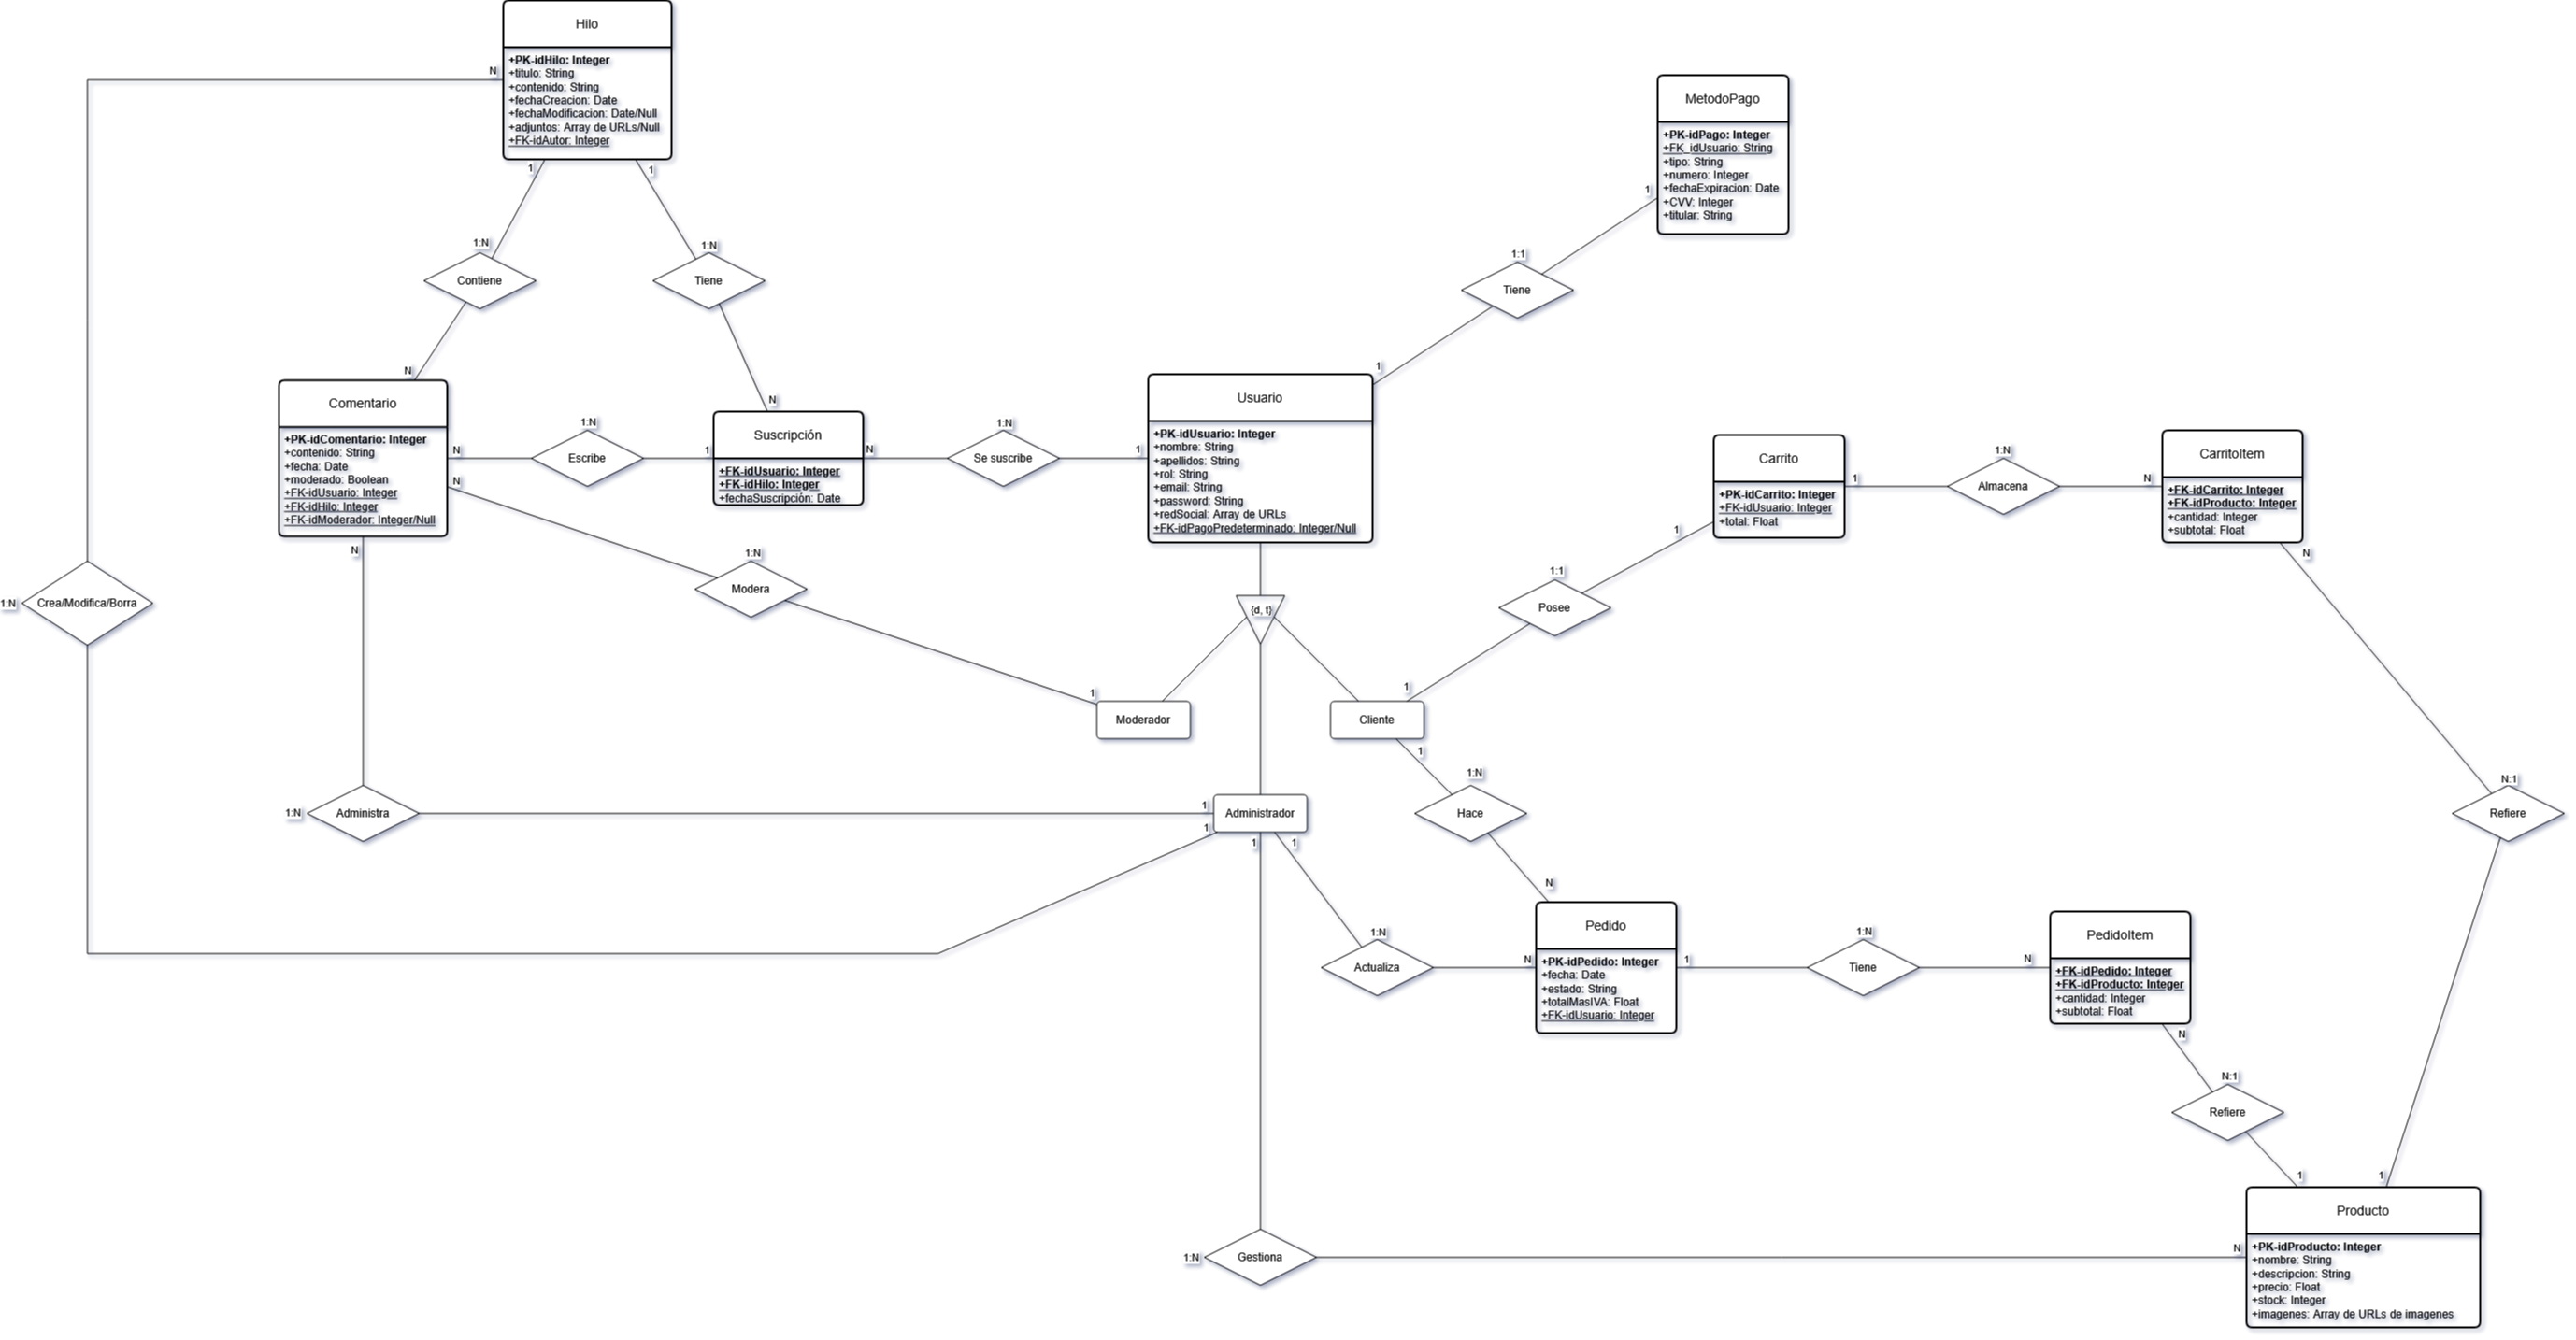 Hilo
+PK-idHilo: Integer
+titulo: String
+contenido: String
+fechaCreacion: Date
+fechaModificacion: Date/Null
+adjuntos: Array de URLs/Null
+FK-idAutor: Integer
N
1
1
MetodoPago
+PK-idPago: Integer
+FK_idUsuario: String
+tipo: String
+numero: Integer
+fechaExpiracion: Date
+CVV: Integer
+titular: String
1
1:N
Contiene
1:N
Tiene
1:1
Tiene
N
N
1
Comentario
+PK-idComentario: Integer
+contenido: String
+fecha: Date
+moderado: Boolean
+FK-idUsuario: Integer
+FK-idHilo: Integer
+FK-idModerador: Integer/Null
N
N
N
1:N
Escribe
1
Suscripción
+FK-idUsuario: Integer
+FK-idHilo: Integer
+fechaSuscripción: Date
N
1:N
Se suscribe
1
Usuario
+PK-idUsuario: Integer
+nombre: String
+apellidos: String
+rol: String
+email: String
+password: String
+redSocial: Array de URLs
+FK-idPagoPredeterminado: Integer/Null
Carrito
+PK-idCarrito: Integer
+FK-idUsuario: Integer
+total: Float
1
1
1:N
Almacena
N
CarritoItem
+FK-idCarrito: Integer
+FK-idProducto: Integer
+cantidad: Integer
+subtotal: Float
N
1:N
Crea/Modifica/Borra
1:N
Modera
{d, t}
1:1
Posee
1
Moderador
1
Cliente
1
1:N
Administra
1
Administrador
1
1
1
1:N
Hace
N
N:1
Refiere
1:N
Actualiza
N
Pedido
+PK-idPedido: Integer
+fecha: Date
+estado: String
+totalMasIVA: Float
+FK-idUsuario: Integer
1
1:N
Tiene
N
PedidoItem
+FK-idPedido: Integer
+FK-idProducto: Integer
+cantidad: Integer
+subtotal: Float
N
N:1
Refiere
1
1
1:N
Gestiona
N
Producto
+PK-idProducto: Integer
+nombre: String
+descripcion: String
+precio: Float
+stock: Integer
+imagenes: Array de URLs de imagenes